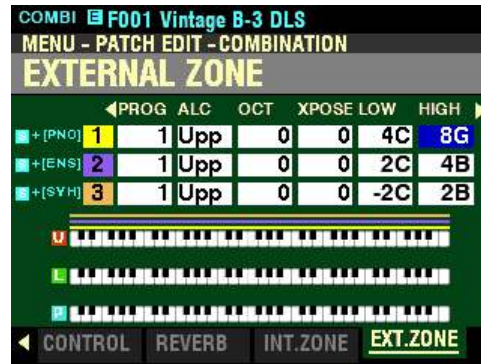 COMBI E F001 Vintage B-3 DLS
MENU - PATCH EDIT - COMBINATION
EXTERNAL ZONE
PROG ALC OCT XPOSE LOW HIGH
S + [PNO] 1 1 Upp 0 0 4C 8G
S +[ENS] 2 1 Upp 0 0 2C 4B
S +[SYH] 3 1 Upp 0 0 -2C 2B
U
L
P
CONTROL REVERB INT.ZONE EXT.ZONE